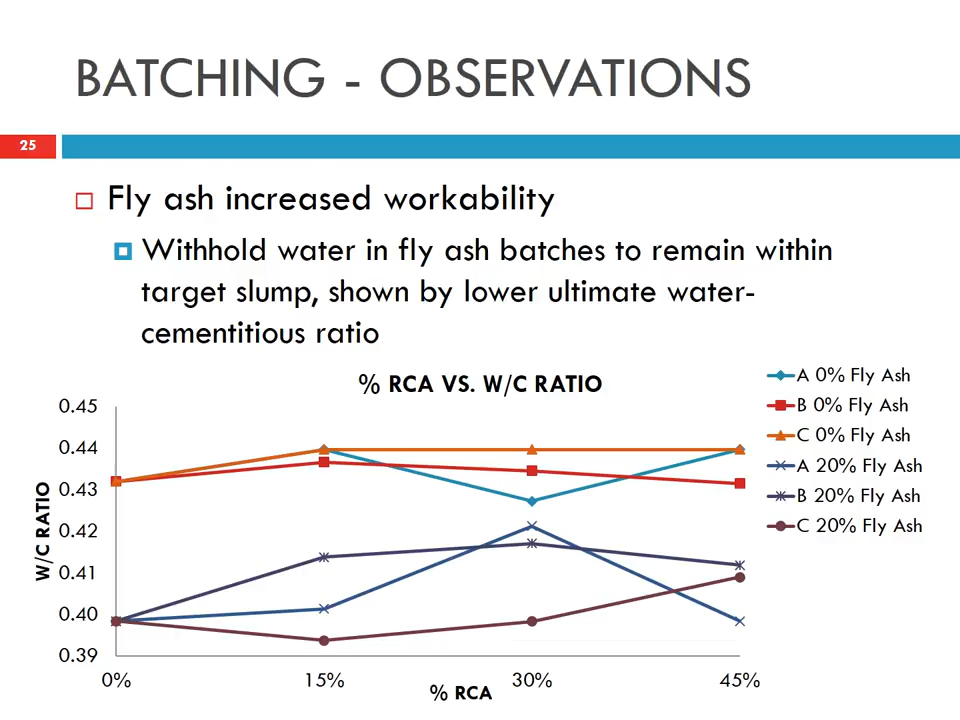 BATCHING - OBSERVATIONS
25
Fly ash increased workability
Withhold water in fly ash batches to remain within
target slump, shown by lower ultimate water-
cementitious ratio
% RCA VS. W/C RATIO
A 0% Fly Ash
B 0% Fly Ash
C 0% Fly Ash
A 20% Fly Ash
B 20% Fly Ash
C 20% Fly Ash
0.45
0.44
0.43
0.42
0.41
0.40
0.39
W/C RATIO
0% 15% 30% 45%
% RCA